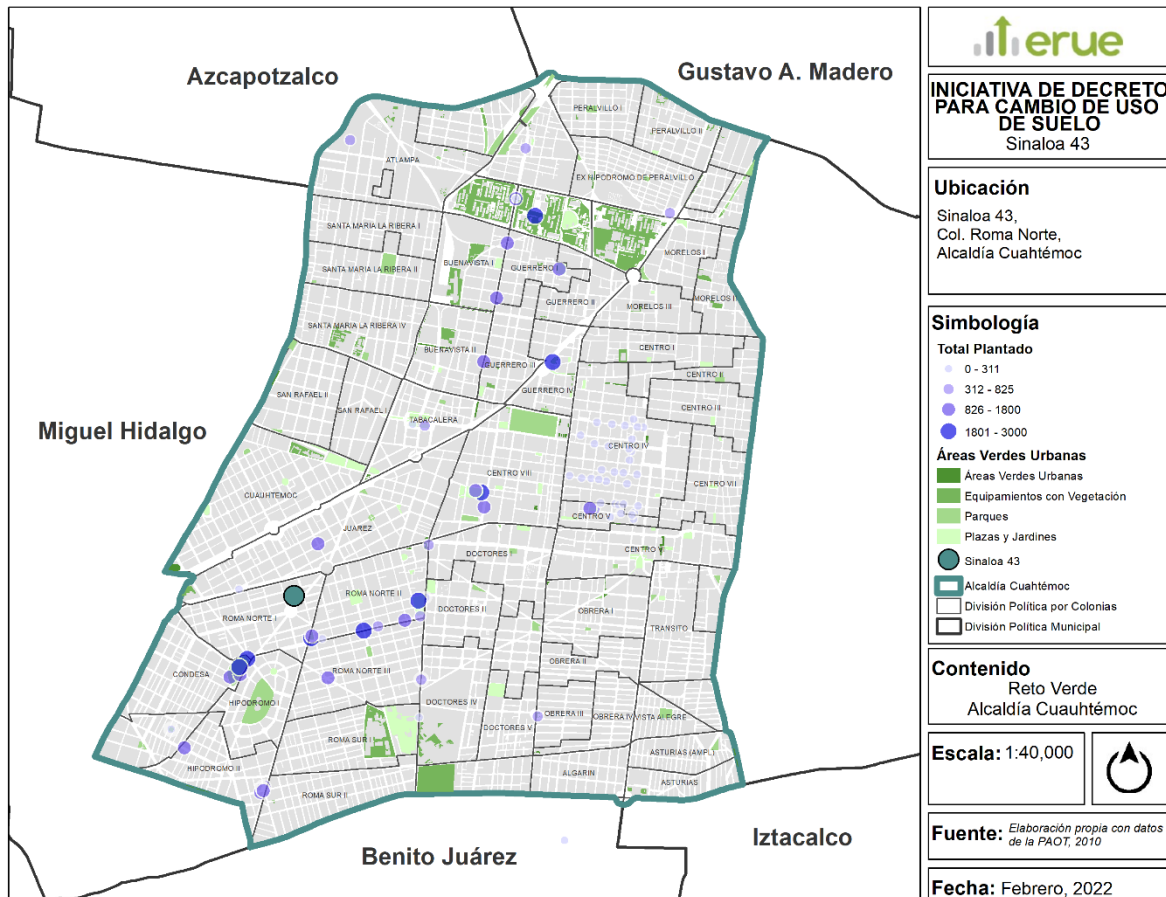 Azcapotzalco
Gustavo A. Madero
PERALVILLO I
PERALVILLO II
ATLAMPA
EX HIPODROMO DE PERALVILLO
SANTA MARIA LA RIBERA I
MORELOS I
SANTA MARIA LA RIBERA II
BUENAVISTA I
GUERRERO I
MORELOS II
GUERRERO II
MORELOS III
SANTA MARIA LA RIBERA IV
CENTRO I
BUENAVISTA II
GUERRERO III
CENTRO II
GUERRERO IV
SAN RAFAEL II
SAN RAFAEL I
CENTRO III
TABACALERA
Miguel Hidalgo
CENTRO IV
CENTRO VIII
CENTRO VII
CUAUHTEMOC
CENTRO V
JUAREZ
DOCTORES I
CENTRO V
ROMA NORTE II
DOCTORES II
OBRERA I
ROMA NORTE I
TRANSITO
OBRERA II
CONDESA
ROMA NORTE III
HIPODROMO I
DOCTORES IV
OBRERA III
OBRERA IV
VISTA ALEGRE
DOCTORES V
ROMA SUR I
ASTURIAS (AMPL)
HIPODROMO II
ALGARIN
ASTURIAS
ROMA SUR II
Benito Juárez
Iztacalco
erue
INICIATIVA DE DECRETO
PARA CAMBIO DE USO
DE SUELO
Sinaloa 43
Ubicación
Sinaloa 43,
Col. Roma Norte,
Alcaldía Cuahtémoc
Simbología
Total Plantado
0 - 311
312 - 825
826 - 1800
1801 - 3000
Áreas Verdes Urbanas
Áreas Verdes Urbanas
Equipamientos con Vegetación
Parques
Plazas y Jardines
Sinaloa 43
Alcaldía Cuahtémoc
División Política por Colonias
División Política Municipal
Contenido
Reto Verde
Alcaldía Cuahtémoc
Escala: 1:40,000
Fuente: Elaboración propia con datos
de la PAOT, 2010
Fecha: Febrero, 2022